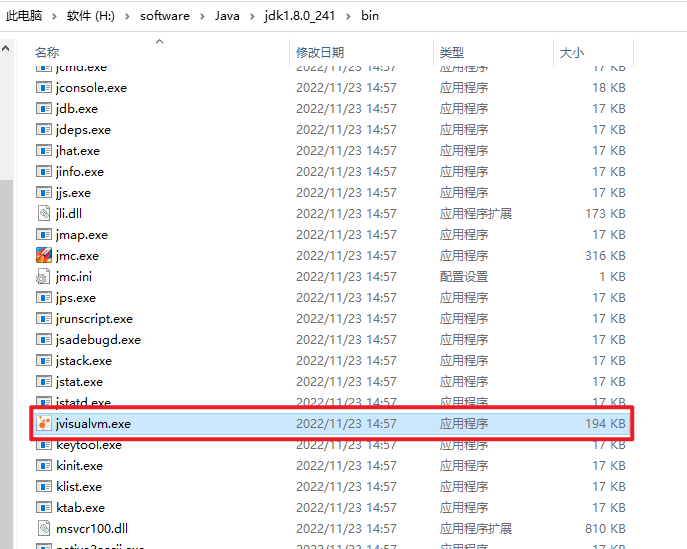 此电脑 > 软件 (H:) > software > Java > jdk1.8.0_241 > bin
名称 修改日期 类型 大小
jcmd.exe 2022/11/23 14:57 应用程序 17 KB
jconsole.exe 2022/11/23 14:57 应用程序 18 KB
jdb.exe 2022/11/23 14:57 应用程序 17 KB
jdeps.exe 2022/11/23 14:57 应用程序 17 KB
jhat.exe 2022/11/23 14:57 应用程序 17 KB
jinfo.exe 2022/11/23 14:57 应用程序 17 KB
jjs.exe 2022/11/23 14:57 应用程序 17 KB
jli.dll 2022/11/23 14:57 应用程序扩展 173 KB
jmap.exe 2022/11/23 14:57 应用程序 17 KB
jmc.exe 2022/11/23 14:57 应用程序 316 KB
jmc.ini 2022/11/23 14:57 配置设置 1 KB
jps.exe 2022/11/23 14:57 应用程序 17 KB
jrunscript.exe 2022/11/23 14:57 应用程序 17 KB
jsadebugd.exe 2022/11/23 14:57 应用程序 17 KB
jstack.exe 2022/11/23 14:57 应用程序 17 KB
jstat.exe 2022/11/23 14:57 应用程序 17 KB
jstatd.exe 2022/11/23 14:57 应用程序 17 KB
jvisualvm.exe 2022/11/23 14:57 应用程序 194 KB
keytool.exe 2022/11/23 14:57 应用程序 17 KB
kinit.exe 2022/11/23 14:57 应用程序 17 KB
klist.exe 2022/11/23 14:57 应用程序 17 KB
ktab.exe 2022/11/23 14:57 应用程序 17 KB
msvcr100.dll 2022/11/23 14:57 应用程序扩展 810 KB
native2ascii.exe 2022/11/23 14:57 应用程序 17 KB